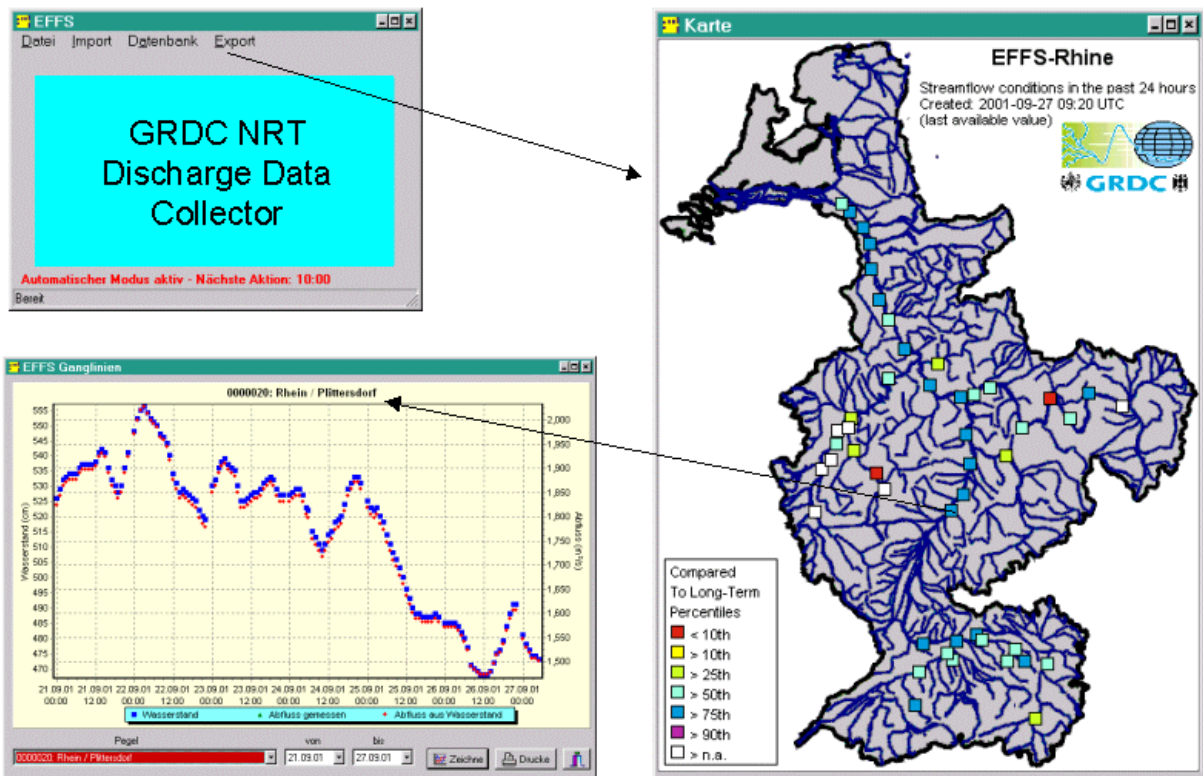 EFFS
Datei Import Datenbank Export
GRDC NRT
Discharge Data
Collector
Automatischer Modus aktiv - Nächste Aktion: 10:00
Bereit
Karte
EFFS-Rhine
Streamflow conditions in the past 24 hours
Created: 2001-09-27 09:20 UTC
(last available value)
GRDC
Compared
To Long-Term
Percentiles
< 10th
> 10th
> 25th
> 50th
> 75th
> 90th
> n.a.
EFFS Ganglinien
0000020: Rhein / Plittersdorf
Wasserstand (cm)
565
545
540
535
530
525
520
515
510
505
500
495
490
485
480
475
470
2,000
1,950
1,900
1,850
1,800
1,750
1,700
1,650
1,600
1,550
1,500
Abfluss (m³/s)
21.09.01 21.09.01 22.09.01 22.09.01 23.09.01 23.09.01 24.09.01 24.09.01 25.09.01 25.09.01 26.09.01 26.09.01 27.09.01
00:00 12:00 00:00 12:00 00:00 12:00 00:00 12:00 00:00 12:00 00:00 12:00 00:00
Wasserstand Abfluss gemessen Abfluss aus Wasserstand
Pegel von bis
0000020: Rhein / Plittersdorf 21.09.01 27.09.01 Zeichne Drucke